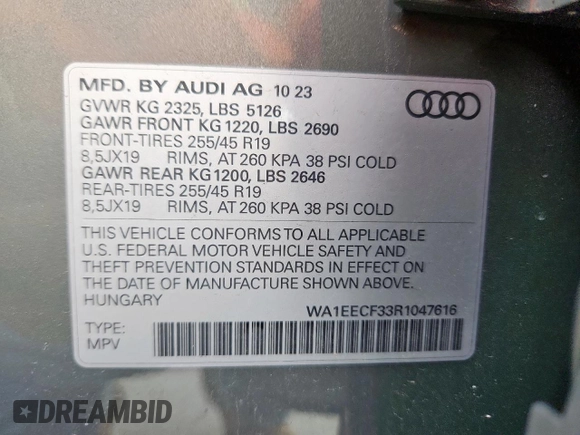 MFD. BY AUDI AG 10 23
GVWR KG 2325, LBS 5126
GAWR FRONT KG 1220, LBS 2690
FRONT-TIRES 255/45 R19
8,5JX19 RIMS, AT 260 KPA 38 PSI COLD
GAWR REAR KG1200, LBS 2646
REAR-TIRES 255/45 R19
8,5JX19 RIMS, AT 260 KPA 38 PSI COLD
THIS VEHICLE CONFORMS TO ALL APPLICABLE
U.S. FEDERAL MOTOR VEHICLE SAFETY AND
THEFT PREVENTION STANDARDS IN EFFECT ON
THE DATE OF MANUFACTURE SHOWN ABOVE.
HUNGARY
WA1EECF33R1047616
TYPE:
MPV
DREAMBID